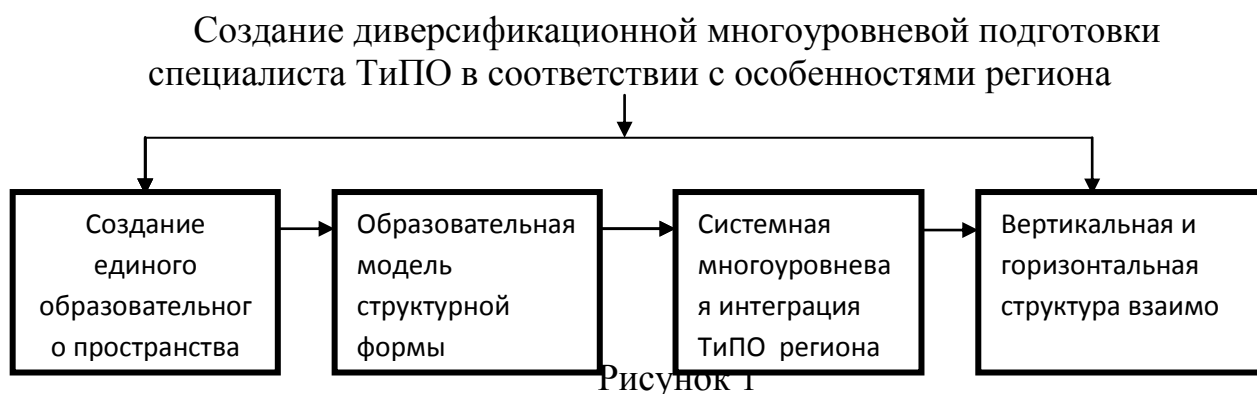 Создание диверсификационной многоуровневой подготовки
специалиста ТиПО в соответствии с особенностями региона
Создание
единого
образовательног
о пространства
Образовательная
модель
структурной
формы
Системная
многоуровнева
я интеграция
ТиПО региона
Вертикальная и
горизонтальная
структура взаимо
Рисунок 1